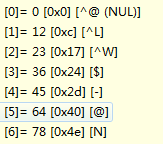 [0]= 0 [0x0] [^@ (NUL)]
[1]= 12 [0xc] [^L]
[2]= 23 [0x17] [^W]
[3]= 36 [0x24] [$]
[4]= 45 [0x2d] [-]
[5]= 64 [0x40] [@]
[6]= 78 [0x4e] [N]